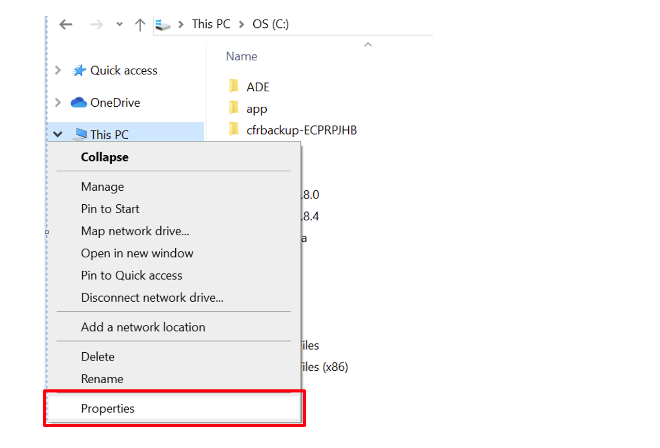 This PC > OS (C:)
Name
Quick access
OneDrive
This PC
ADE
app
cfrbackup-ECPRPJHB
Collapse
Manage
Pin to Start
Map network drive...
Open in new window
Pin to Quick access
Disconnect network drive...
Add a network location
Delete
Rename
Properties
.8.0
.8.4
a
iles
iles (x86)